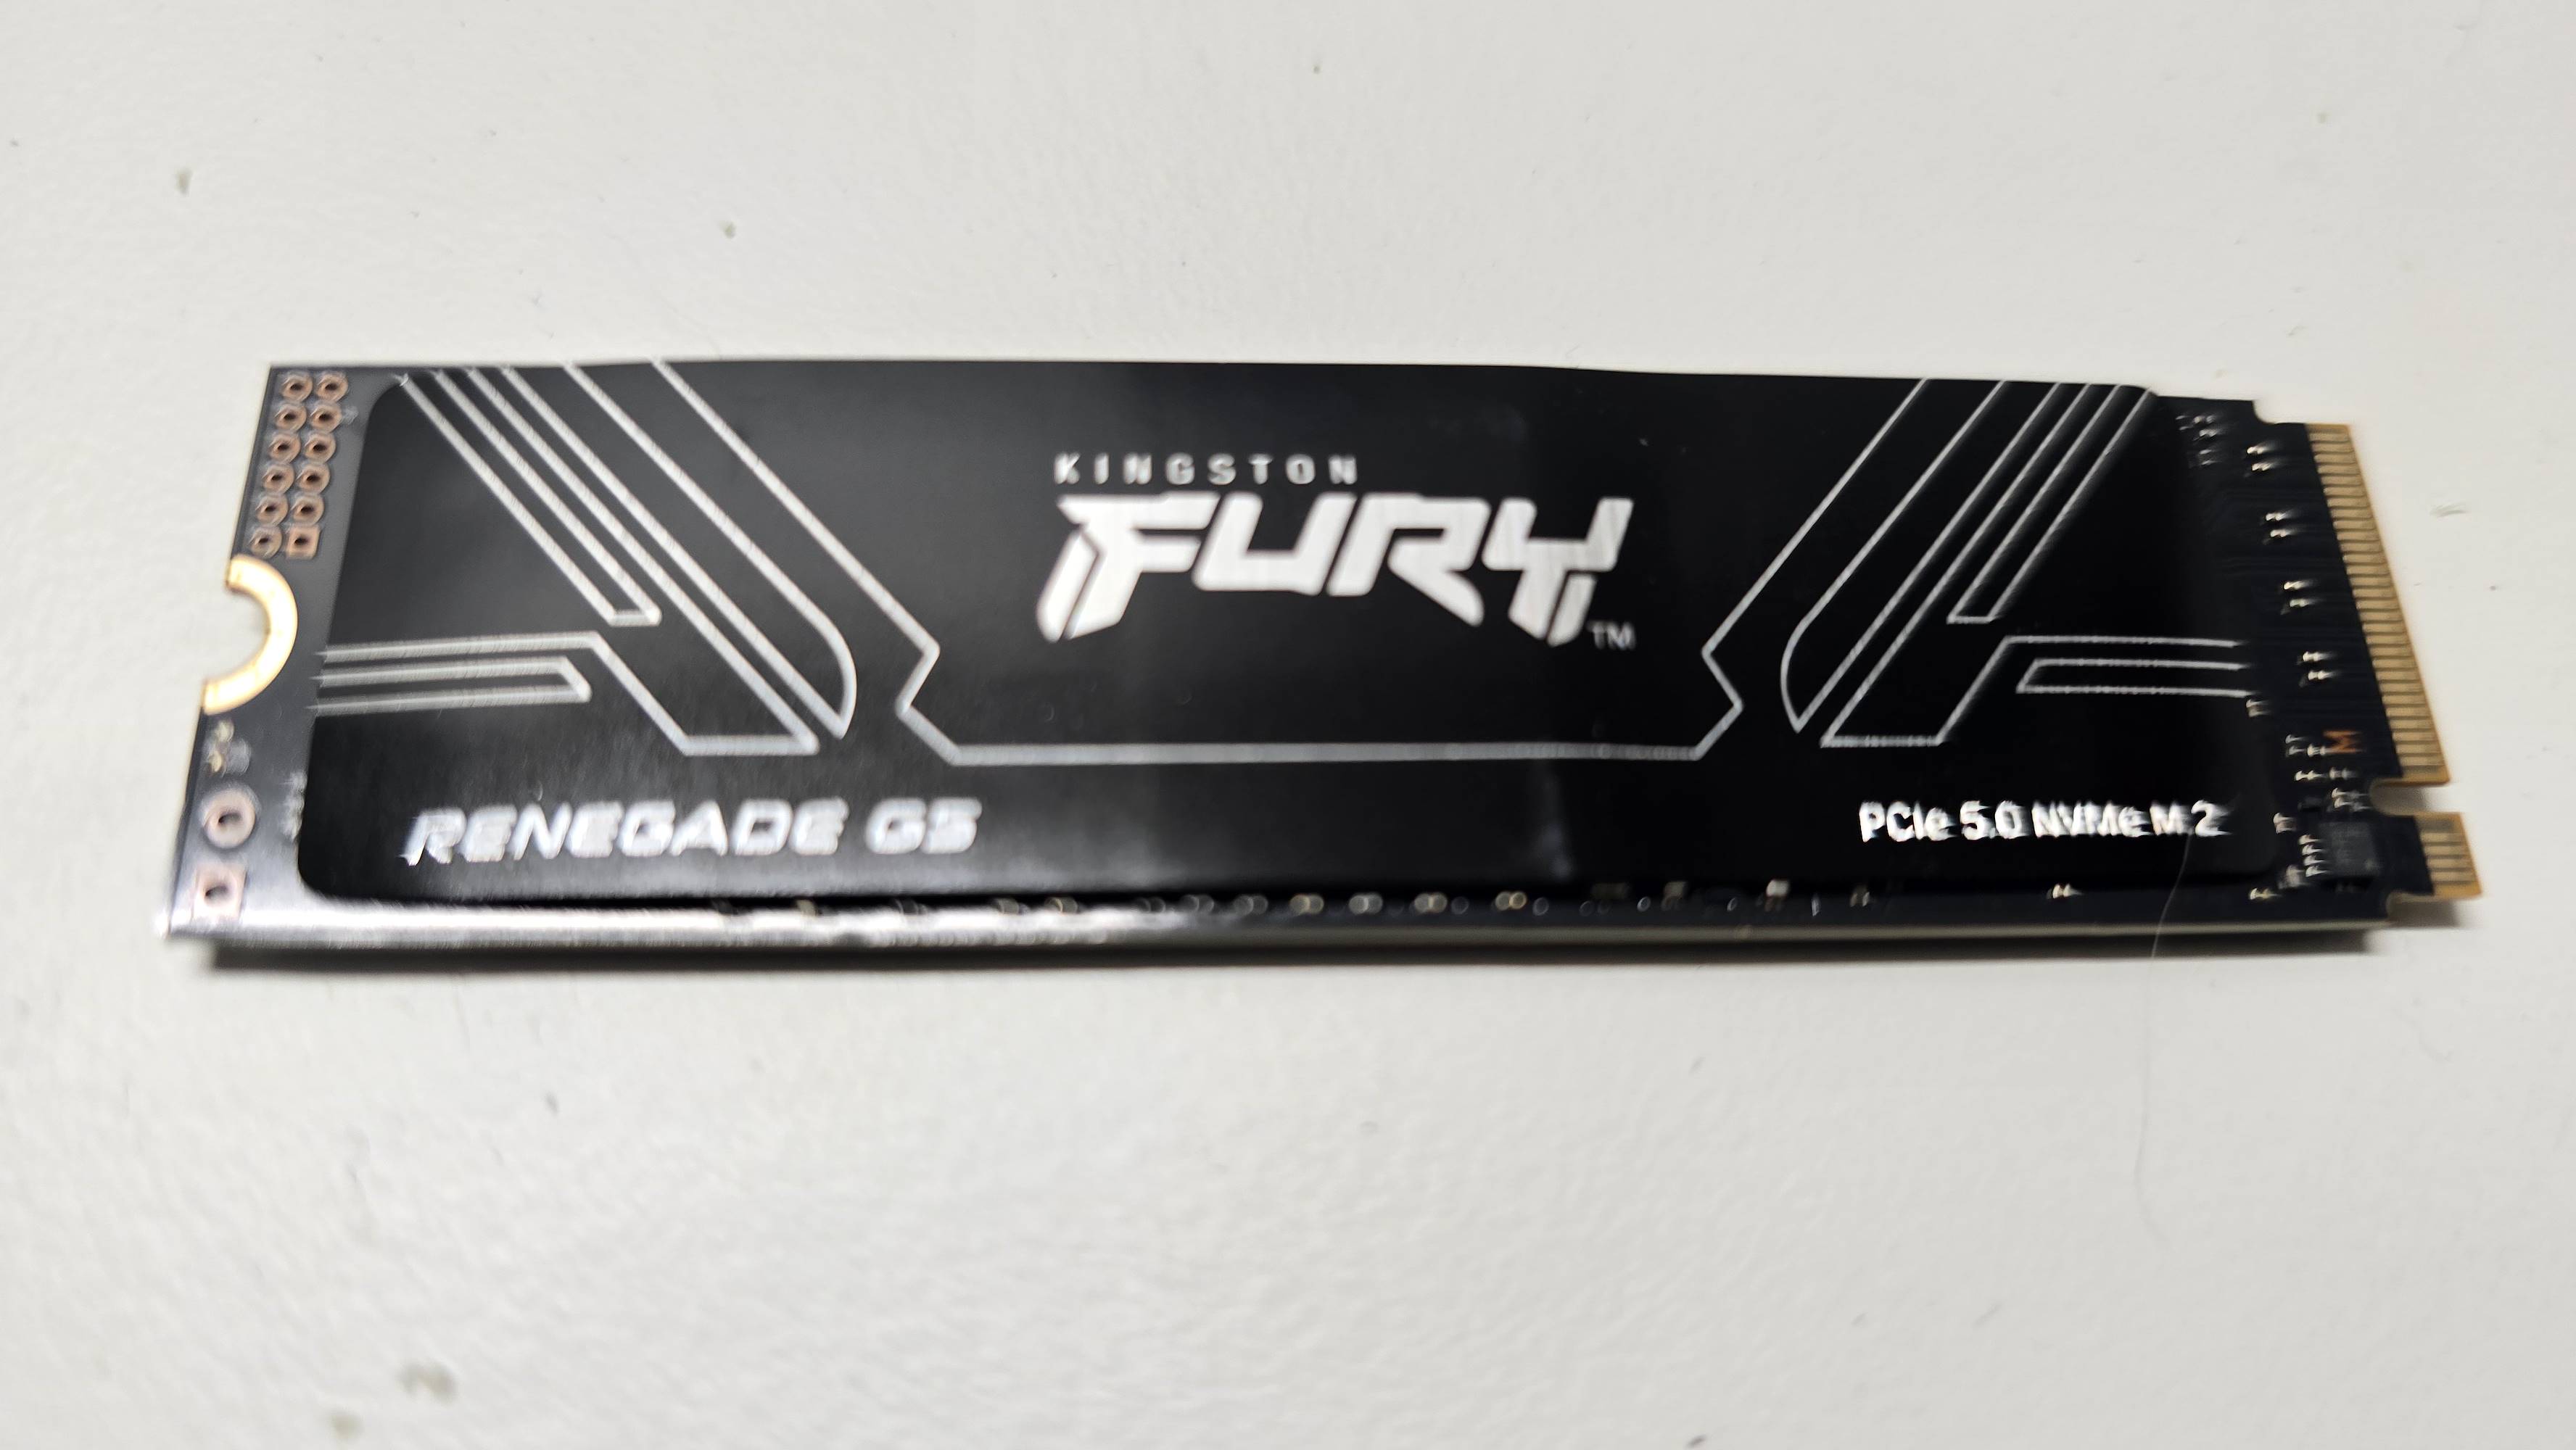 KINGSTON
FURY
TM
RENEGADE G5
PCIe 5.0 NVMe M.2
M